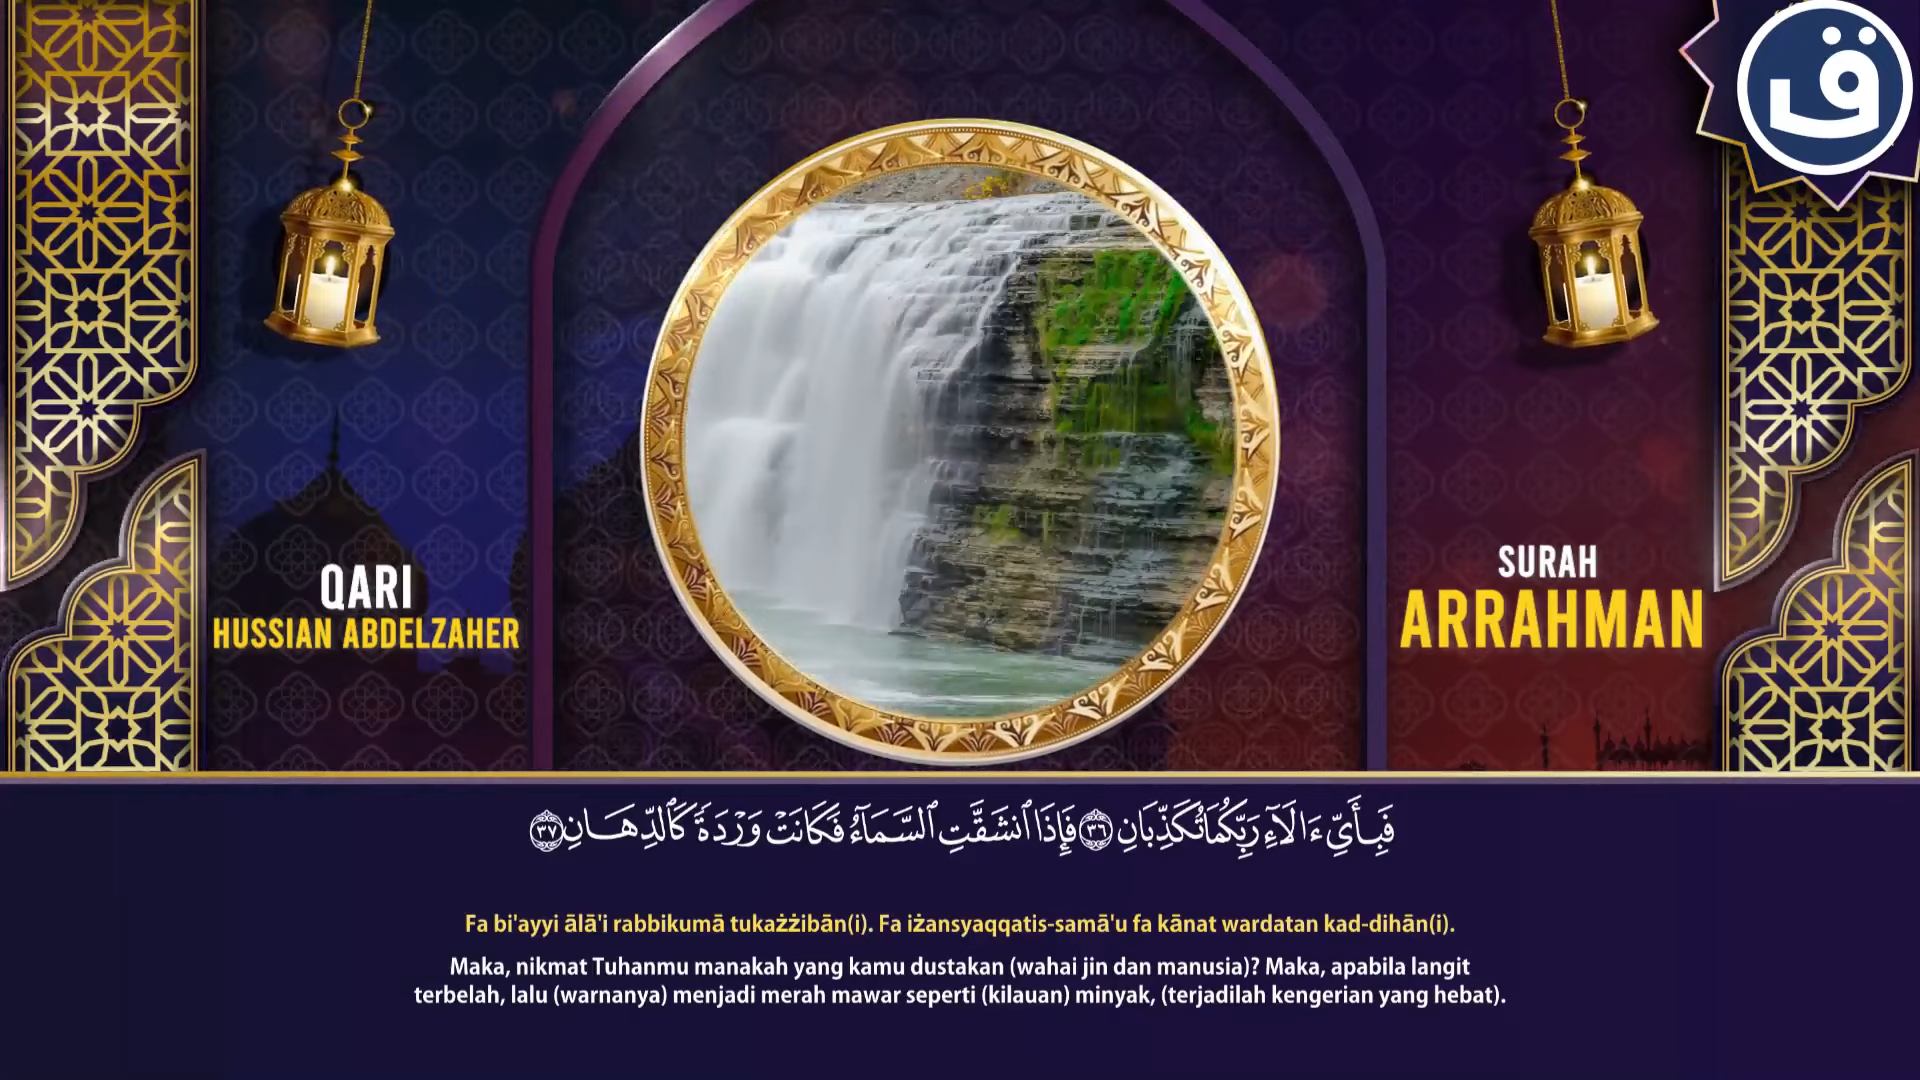 ق
QARI
HUSSIAN ABDELZAHER
SURAH
ARRAHMAN
فَبِأَيِّ ءَالَآءِ رَبِّكُمَا تُكَذِّبَانِ ٣٦ فَإِذَا ٱنشَقَّتِ ٱلسَّمَآءُ فَكَانَتْ وَرْدَةً كَٱلدِّهَانِ ٣٧
Fa bi'ayyi ālā'i rabbikumā tukażżibān(i). Fa iżansyaqqatis-samā'u fa kānat wardatan kad-dihān(i).
Maka, nikmat Tuhanmu manakah yang kamu dustakan (wahai jin dan manusia)? Maka, apabila langit
terbelah, lalu (warnanya) menjadi merah mawar seperti (kilauan) minyak, (terjadilah kengerian yang hebat).